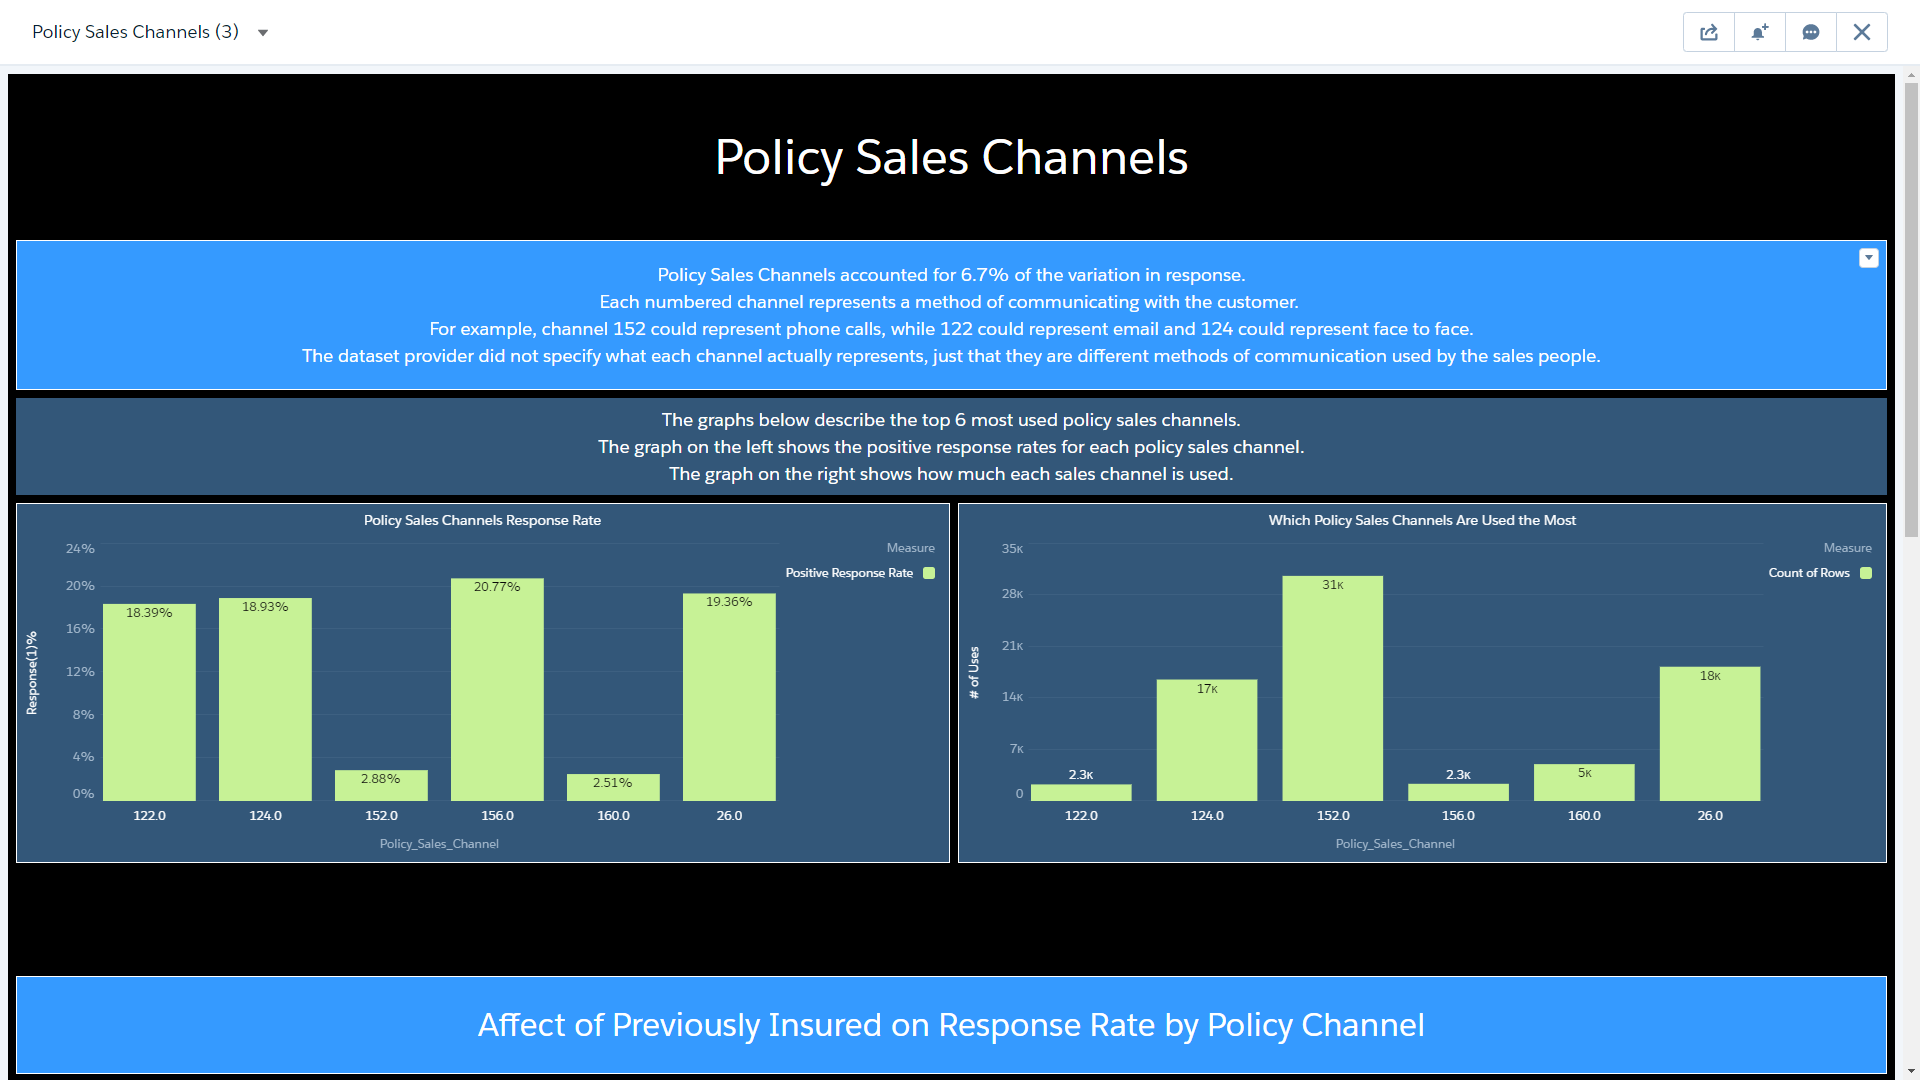 Policy Sales Channels (3)
Policy Sales Channels
Policy Sales Channels accounted for 6.7% of the variation in response.
Each numbered channel represents a method of communicating with the customer.
For example, channel 152 could represent phone calls, while 122 could represent email and 124 could represent face to face.
The dataset provider did not specify what each channel actually represents, just that they are different methods of communication used by the sales people.
The graphs below describe the top 6 most used policy sales channels.
The graph on the left shows the positive response rates for each policy sales channel.
The graph on the right shows how much each sales channel is used.
Policy Sales Channels Response Rate
Measure
Positive Response Rate
Response(1)%
24%
20%
16%
12%
8%
4%
0%
18.39%
18.93%
2.88%
20.77%
2.51%
19.36%
122.0
124.0
152.0
156.0
160.0
26.0
Policy_Sales_Channel
Which Policy Sales Channels Are Used the Most
Measure
Count of Rows
# of Uses
35K
28K
21K
14K
7K
0
2.3K
17K
31K
2.3K
5K
18K
122.0
124.0
152.0
156.0
160.0
26.0
Policy_Sales_Channel
Affect of Previously Insured on Response Rate by Policy Channel